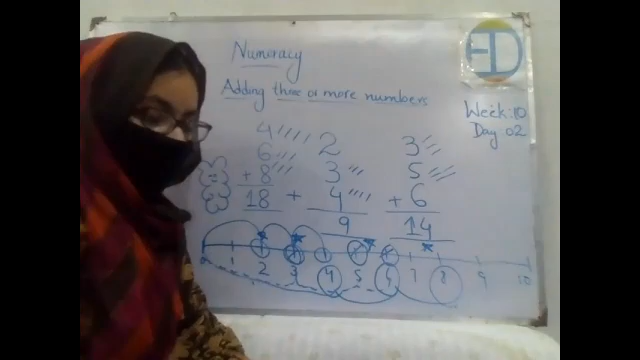 Numeracy
ED
Adding three or more numbers
Week: 10
Day: 02
4 2 3
6 3 5
+ 8 + 4 + 6
18 9 14
1 2 3 4 5 6 7 8 9 10